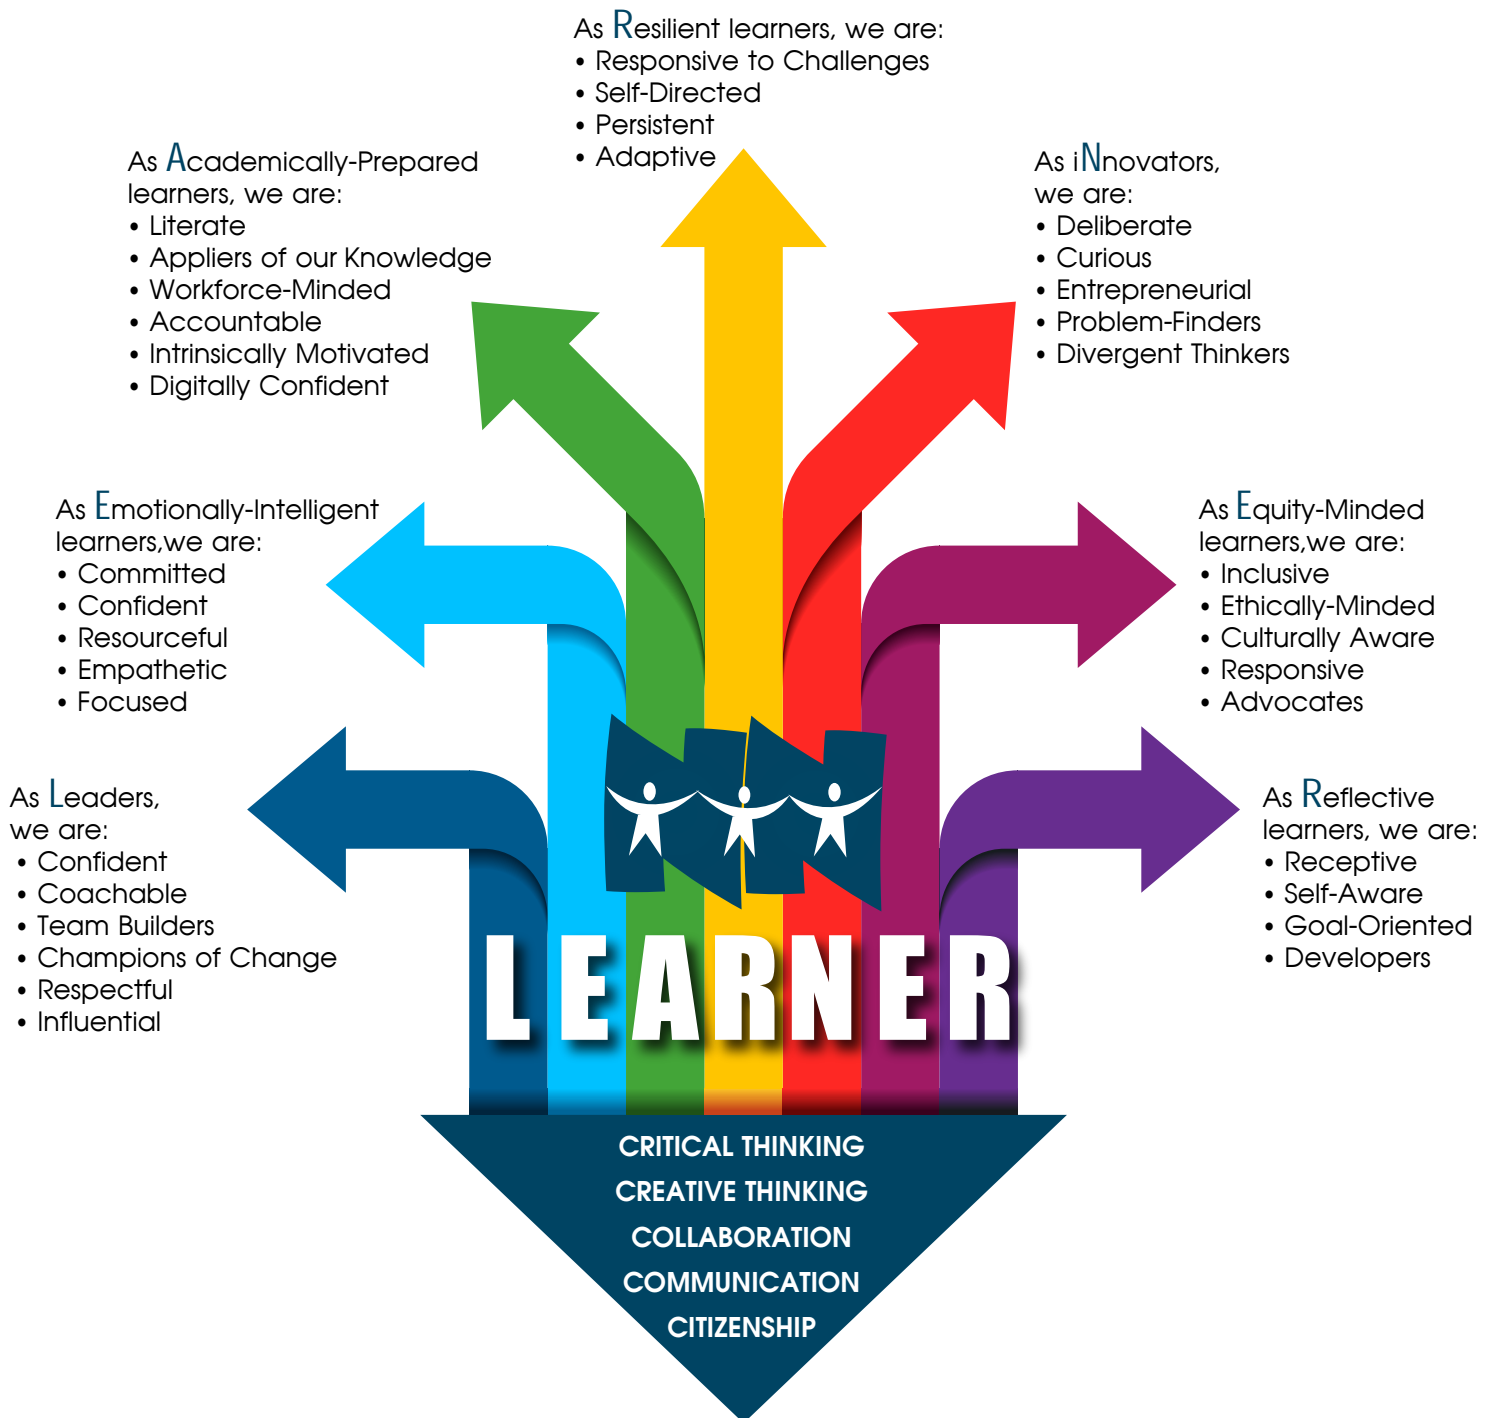 As Resilient learners, we are:
• Responsive to Challenges
• Self-Directed
• Persistent
• Adaptive
As Academically-Prepared
learners, we are:
• Literate
• Appliers of our Knowledge
• Workforce-Minded
• Accountable
• Intrinsically Motivated
• Digitally Confident
As iNnovators,
we are:
• Deliberate
• Curious
• Entrepreneurial
• Problem-Finders
• Divergent Thinkers
As Emotionally-Intelligent
learners,we are:
• Committed
• Confident
• Resourceful
• Empathetic
• Focused
As Equity-Minded
learners,we are:
• Inclusive
• Ethically-Minded
• Culturally Aware
• Responsive
• Advocates
As Leaders,
we are:
• Confident
• Coachable
• Team Builders
• Champions of Change
• Respectful
• Influential
As Reflective
learners, we are:
• Receptive
• Self-Aware
• Goal-Oriented
• Developers
LEARNER
CRITICAL THINKING
CREATIVE THINKING
COLLABORATION
COMMUNICATION
CITIZENSHIP